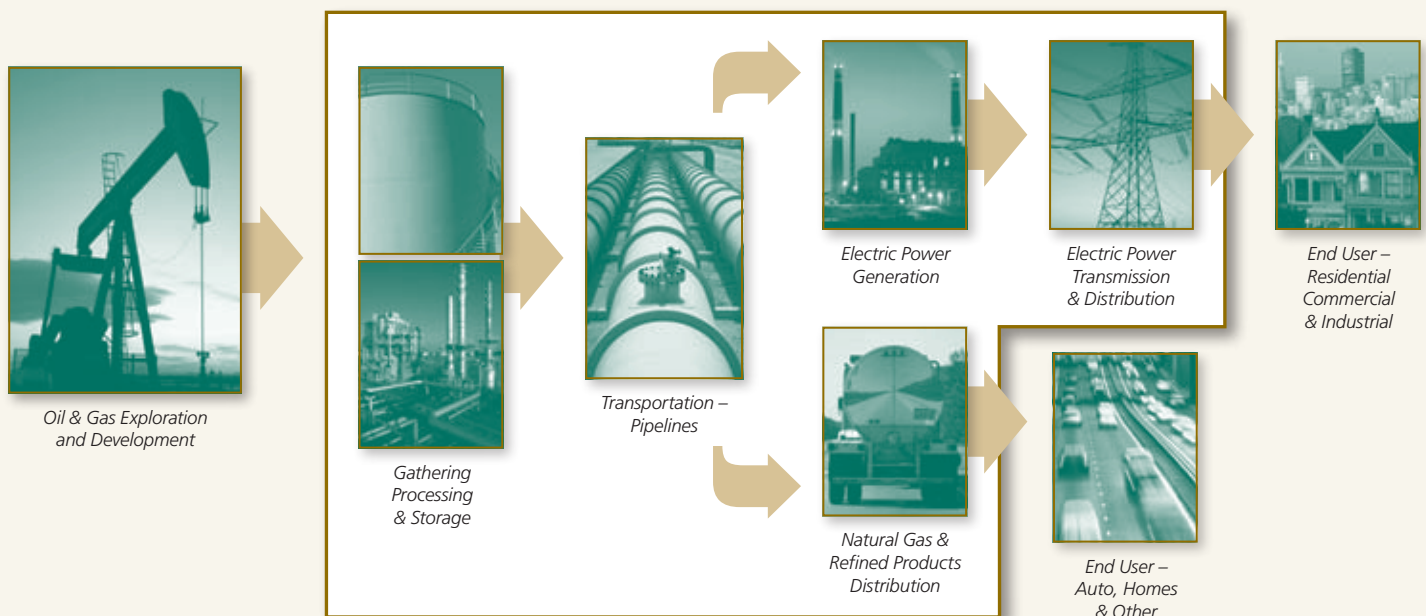 Oil & Gas Exploration
and Development
Gathering
Processing
& Storage
Transportation –
Pipelines
Electric Power
Generation
Electric Power
Transmission
& Distribution
End User –
Residential
Commercial
& Industrial
Natural Gas &
Refined Products
Distribution
End User –
Auto, Homes
& Other